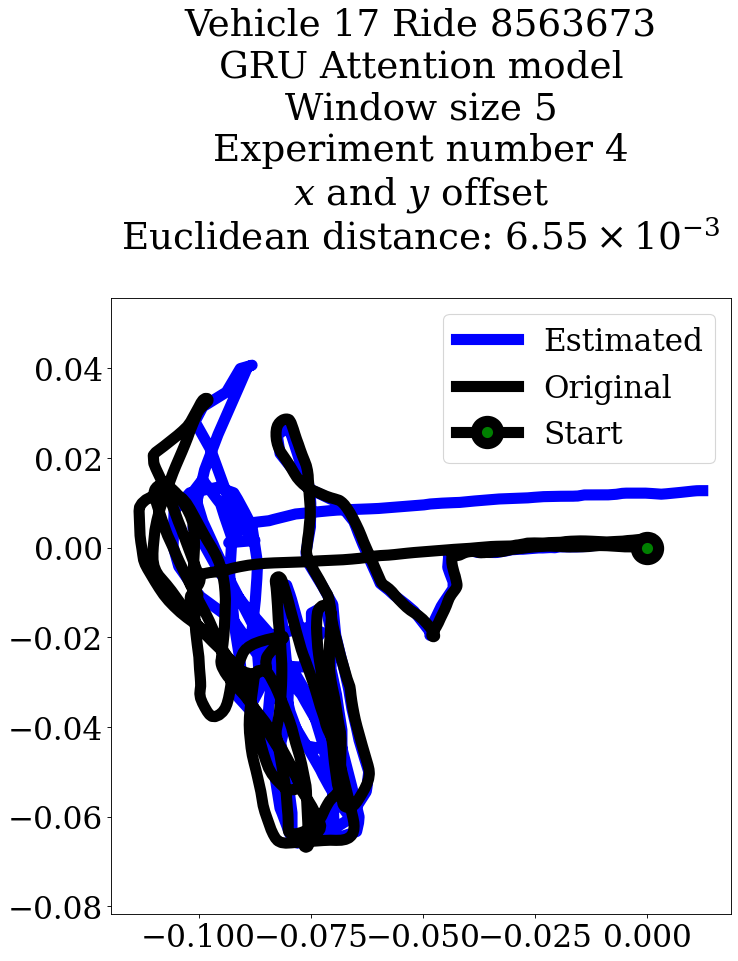 Vehicle 17 Ride 8563673
GRU Attention model
Window size 5
Experiment number 4
x and y offset
Euclidean distance: 6.55 × 10⁻³
Estimated
Original
Start
0.04
0.02
0.00
−0.02
−0.04
−0.06
−0.08
−0.100 −0.075 −0.050 −0.025 0.000